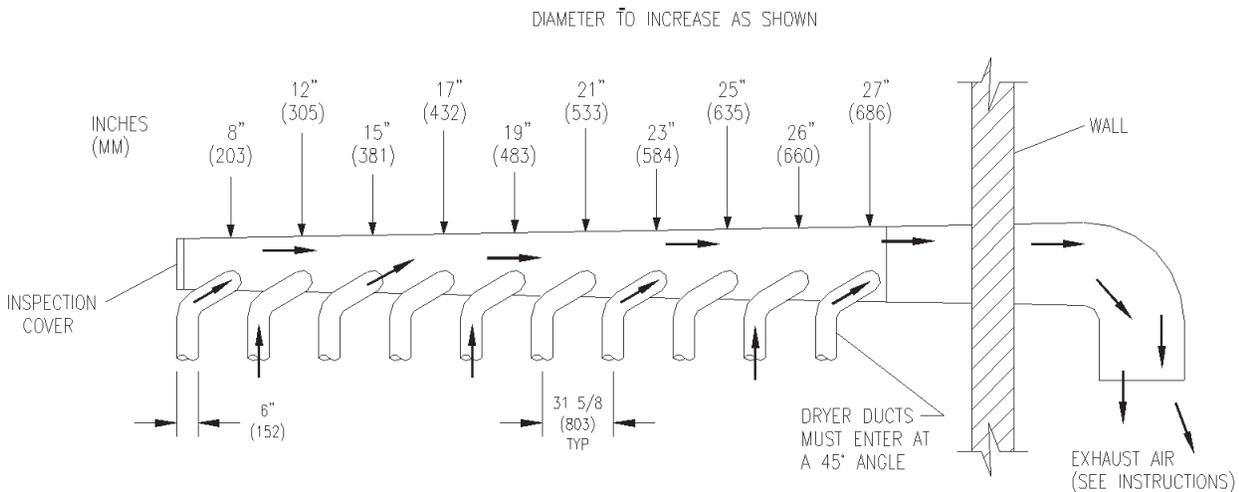 DIAMETER TO INCREASE AS SHOWN
INCHES
(MM)
8"
(203)
12"
(305)
15"
(381)
17"
(432)
19"
(483)
21"
(533)
23"
(584)
25"
(635)
26"
(660)
27"
(686)
WALL
INSPECTION
COVER
6"
(152)
31 5/8
(803)
TYP
DRYER DUCTS
MUST ENTER AT
A 45° ANGLE
EXHAUST AIR
(SEE INSTRUCTIONS)